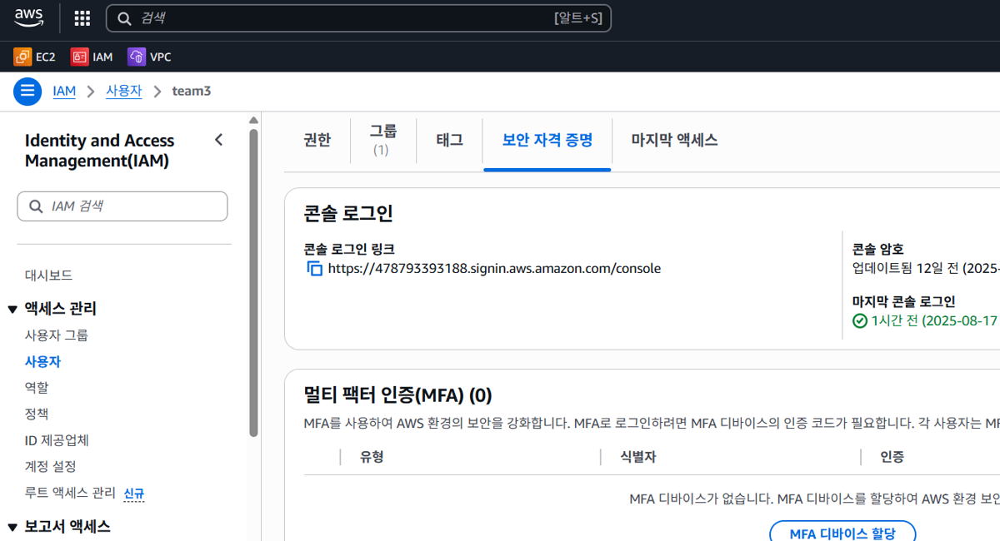 aws
검색 [알트+S]
EC2 IAM VPC
IAM > 사용자 > team3
Identity and Access
Management(IAM)
IAM 검색
대시보드
액세스 관리
사용자 그룹
사용자
역할
정책
ID 제공업체
계정 설정
루트 액세스 관리 신규
보고서 액세스
권한
그룹
(1)
태그
보안 자격 증명
마지막 액세스
콘솔 로그인
콘솔 로그인 링크
https://478793393188.signin.aws.amazon.com/console
콘솔 암호
업데이트됨 12일 전 (2025-
마지막 콘솔 로그인
1시간 전 (2025-08-17
멀티 팩터 인증(MFA) (0)
MFA를 사용하여 AWS 환경의 보안을 강화합니다. MFA로 로그인하려면 MFA 디바이스의 인증 코드가 필요합니다. 각 사용자는 MF
유형 식별자 인증
MFA 디바이스가 없습니다. MFA 디바이스를 할당하여 AWS 환경 보안
MFA 디바이스 할당